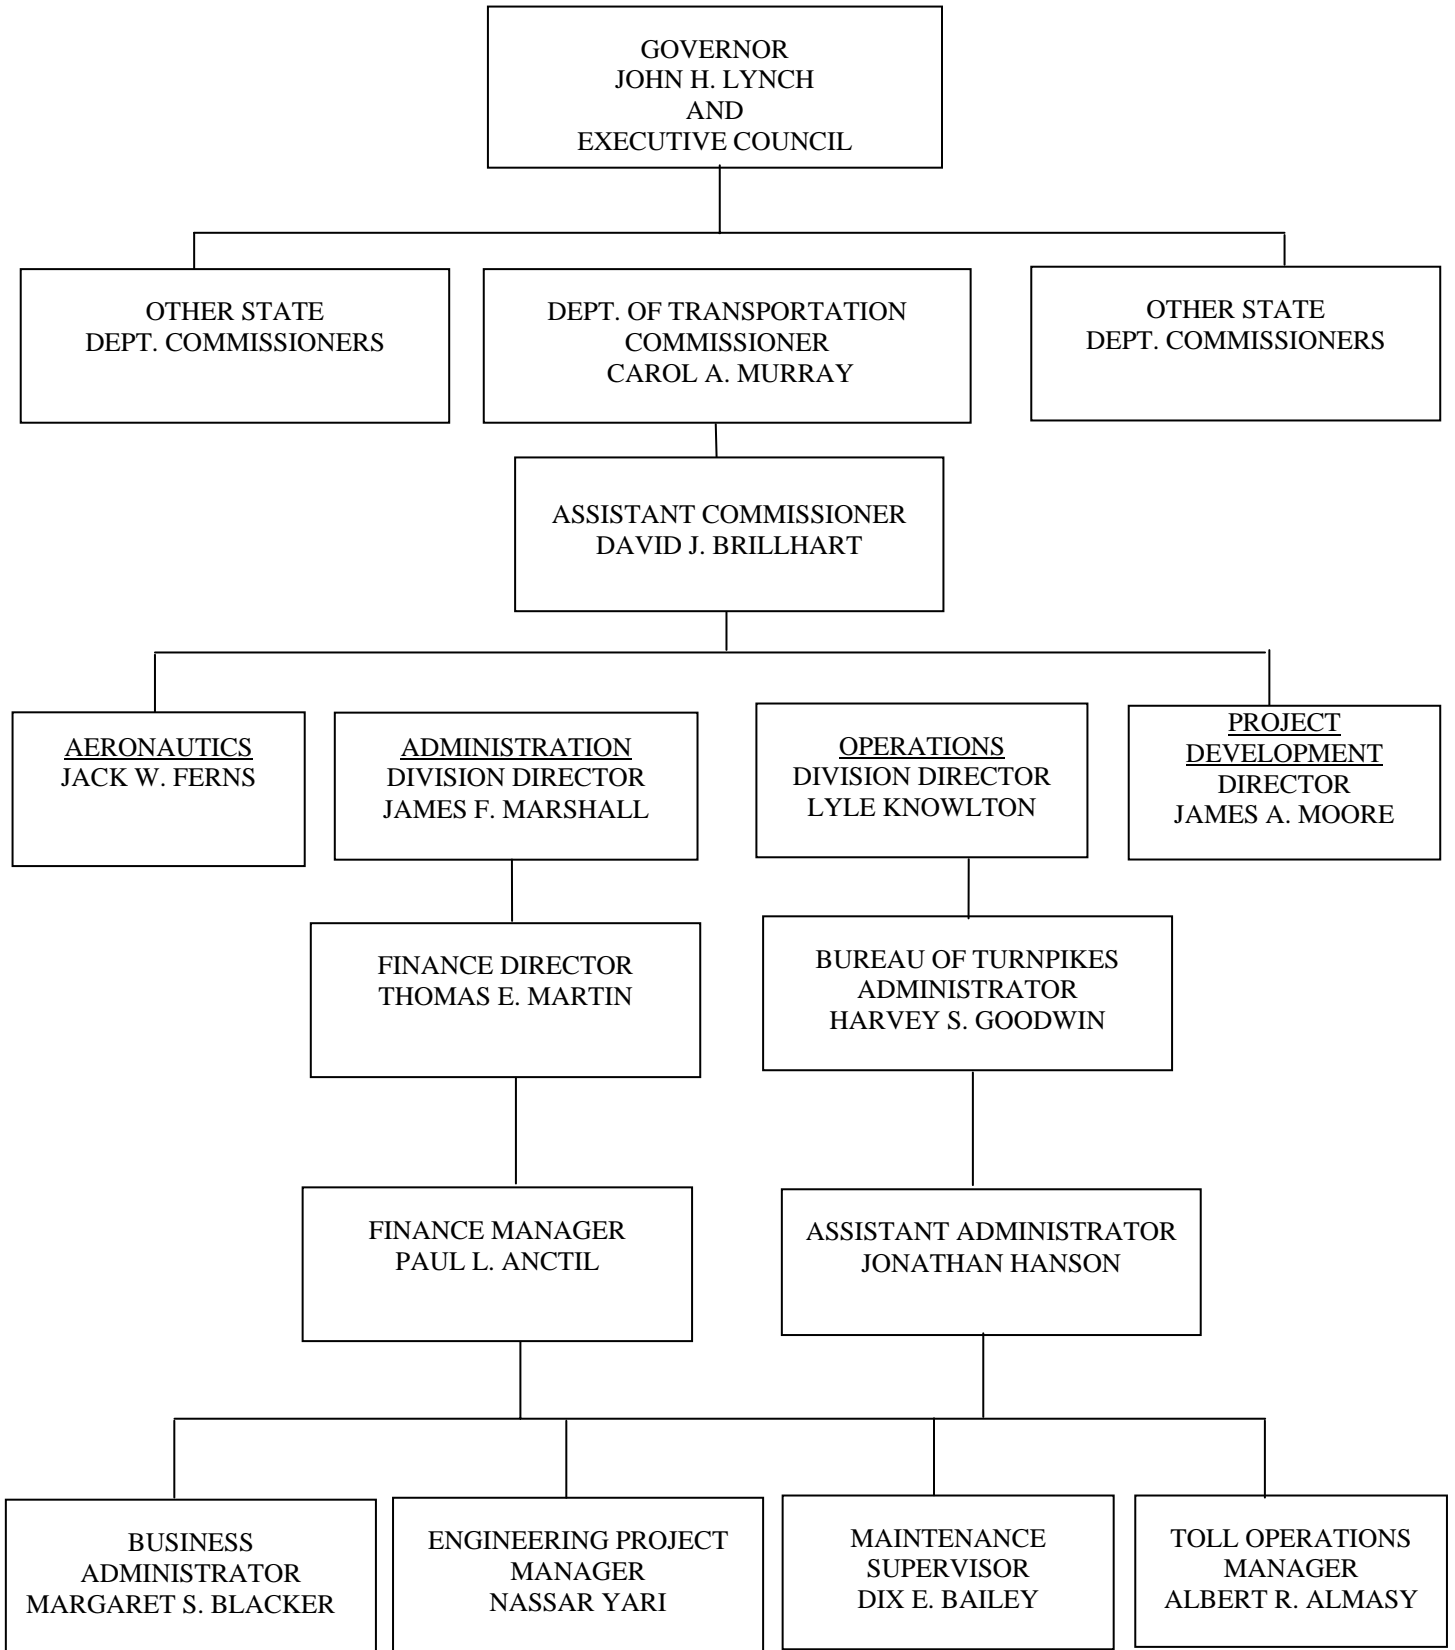 GOVERNOR
JOHN H. LYNCH
AND
EXECUTIVE COUNCIL
OTHER STATE
DEPT. COMMISSIONERS
DEPT. OF TRANSPORTATION
COMMISSIONER
CAROL A. MURRAY
OTHER STATE
DEPT. COMMISSIONERS
ASSISTANT COMMISSIONER
DAVID J. BRILLHART
AERONAUTICS
JACK W. FERNS
ADMINISTRATION
DIVISION DIRECTOR
JAMES F. MARSHALL
OPERATIONS
DIVISION DIRECTOR
LYLE KNOWLTON
PROJECT
DEVELOPMENT
DIRECTOR
JAMES A. MOORE
FINANCE DIRECTOR
THOMAS E. MARTIN
BUREAU OF TURNPIKES
ADMINISTRATOR
HARVEY S. GOODWIN
FINANCE MANAGER
PAUL L. ANCTIL
ASSISTANT ADMINISTRATOR
JONATHAN HANSON
BUSINESS
ADMINISTRATOR
MARGARET S. BLACKER
ENGINEERING PROJECT
MANAGER
NASSAR YARI
MAINTENANCE
SUPERVISOR
DIX E. BAILEY
TOLL OPERATIONS
MANAGER
ALBERT R. ALMASY